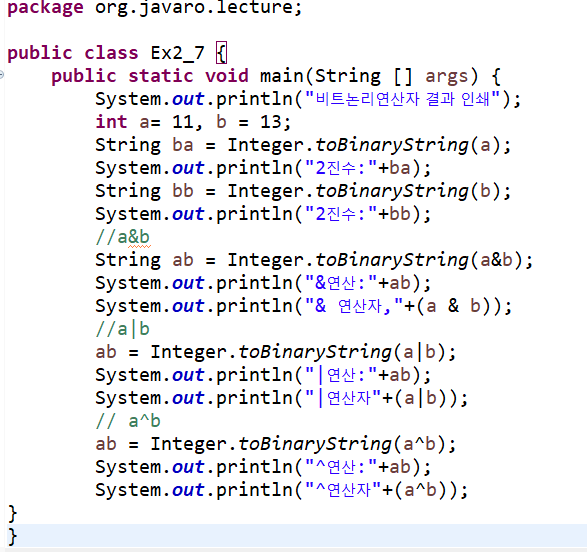 package org.javaro.lecture;
public class Ex2_7 {
public static void main(String [] args) {
System.out.println("비트논리연산자 결과 인쇄");
int a= 11, b = 13;
String ba = Integer.toBinaryString(a);
System.out.println("2진수:"+ba);
String bb = Integer.toBinaryString(b);
System.out.println("2진수:"+bb);
//a&b
String ab = Integer.toBinaryString(a&b);
System.out.println("&연산:"+ab);
System.out.println("& 연산자,"+(a & b));
//a|b
ab = Integer.toBinaryString(a|b);
System.out.println("|연산:"+ab);
System.out.println("|연산자"+(a|b));
// a^b
ab = Integer.toBinaryString(a^b);
System.out.println("^연산:"+ab);
System.out.println("^연산자"+(a^b));
}
}